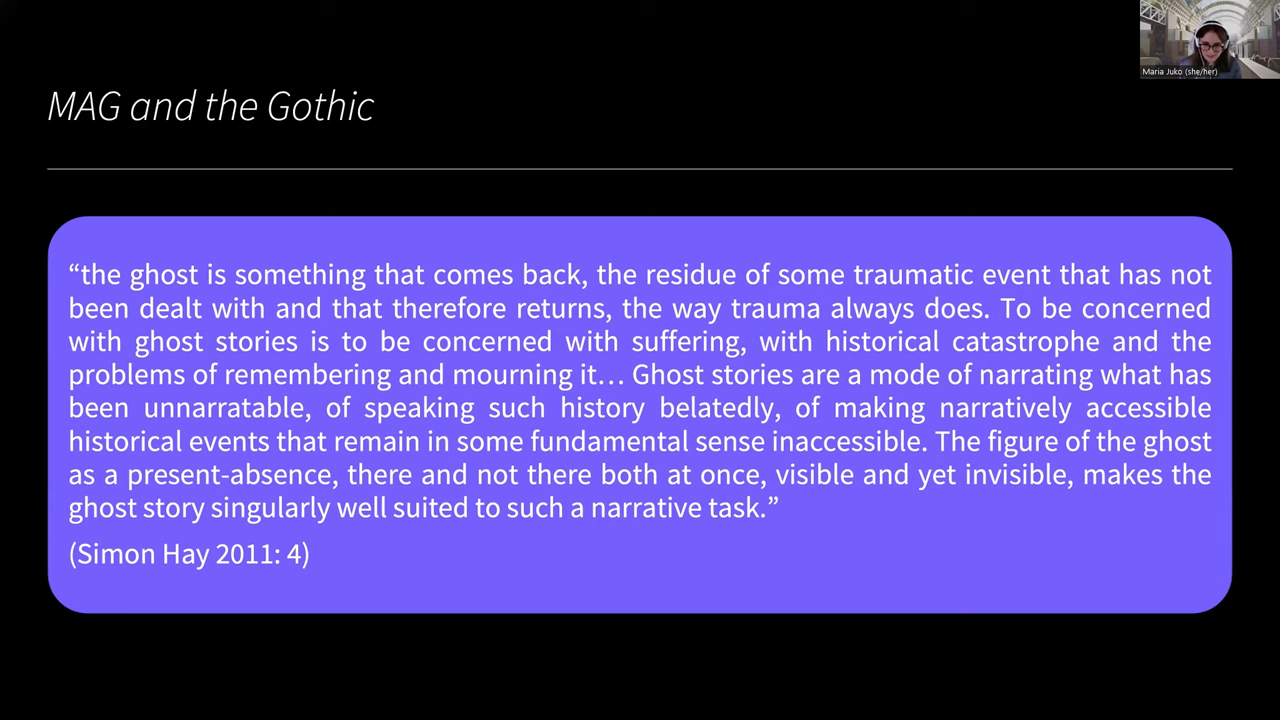 Maria Juko (she/her)
MAG and the Gothic
“the ghost is something that comes back, the residue of some traumatic event that has not
been dealt with and that therefore returns, the way trauma always does. To be concerned
with ghost stories is to be concerned with suffering, with historical catastrophe and the
problems of remembering and mourning it… Ghost stories are a mode of narrating what has
been unnarratable, of speaking such history belatedly, of making narratively accessible
historical events that remain in some fundamental sense inaccessible. The figure of the ghost
as a present-absence, there and not there both at once, visible and yet invisible, makes the
ghost story singularly well suited to such a narrative task.”
(Simon Hay 2011: 4)